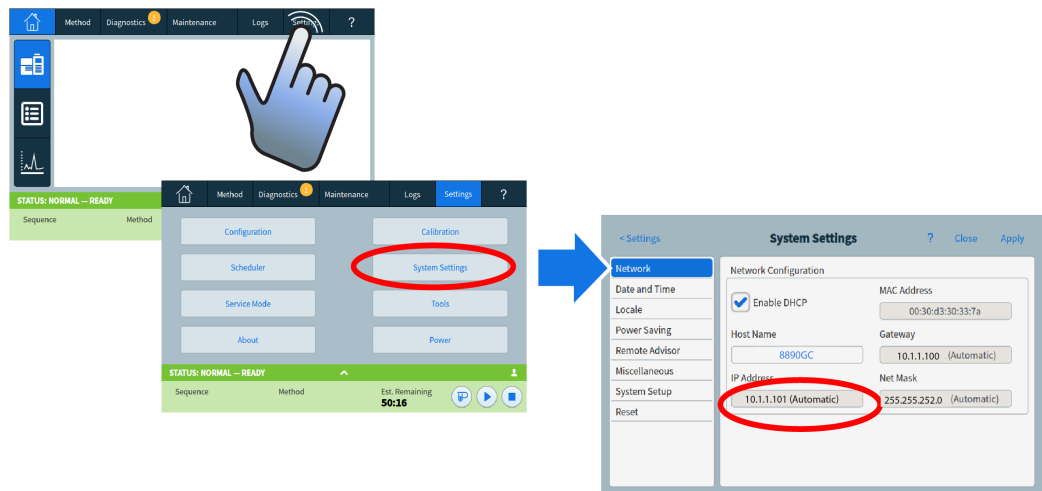 Method Diagnostics 1 Maintenance Logs Settings ?
STATUS: NORMAL — READY
Sequence Method
Method Diagnostics 1 Maintenance Logs Settings ?
Configuration Calibration
Scheduler System Settings
Service Mode Tools
About Power
STATUS: NORMAL — READY
Sequence Method Est. Remaining
50:16
< Settings System Settings ? Close Apply
Network
Date and Time
Locale
Power Saving
Remote Advisor
Miscellaneous
System Setup
Reset
Network Configuration
Enable DHCP
MAC Address
00:30:d3:30:33:7a
Host Name
8890GC
Gateway
10.1.1.100 (Automatic)
IP Address
10.1.1.101 (Automatic)
Net Mask
255.255.252.0 (Automatic)